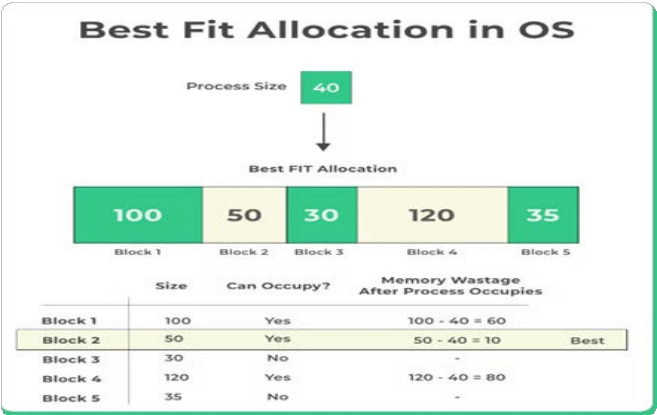 Best Fit Allocation in OS
Process Size 40
Best FIT Allocation
100 50 30 120 35
Block 1 Block 2 Block 3 Block 4 Block 5
Size Can Occupy? Memory Wastage
After Process Occupies
Block 1 100 Yes 100 - 40 = 60
Block 2 50 Yes 50 - 40 = 10 Best
Block 3 30 No -
Block 4 120 Yes 120 - 40 = 80
Block 5 35 No -